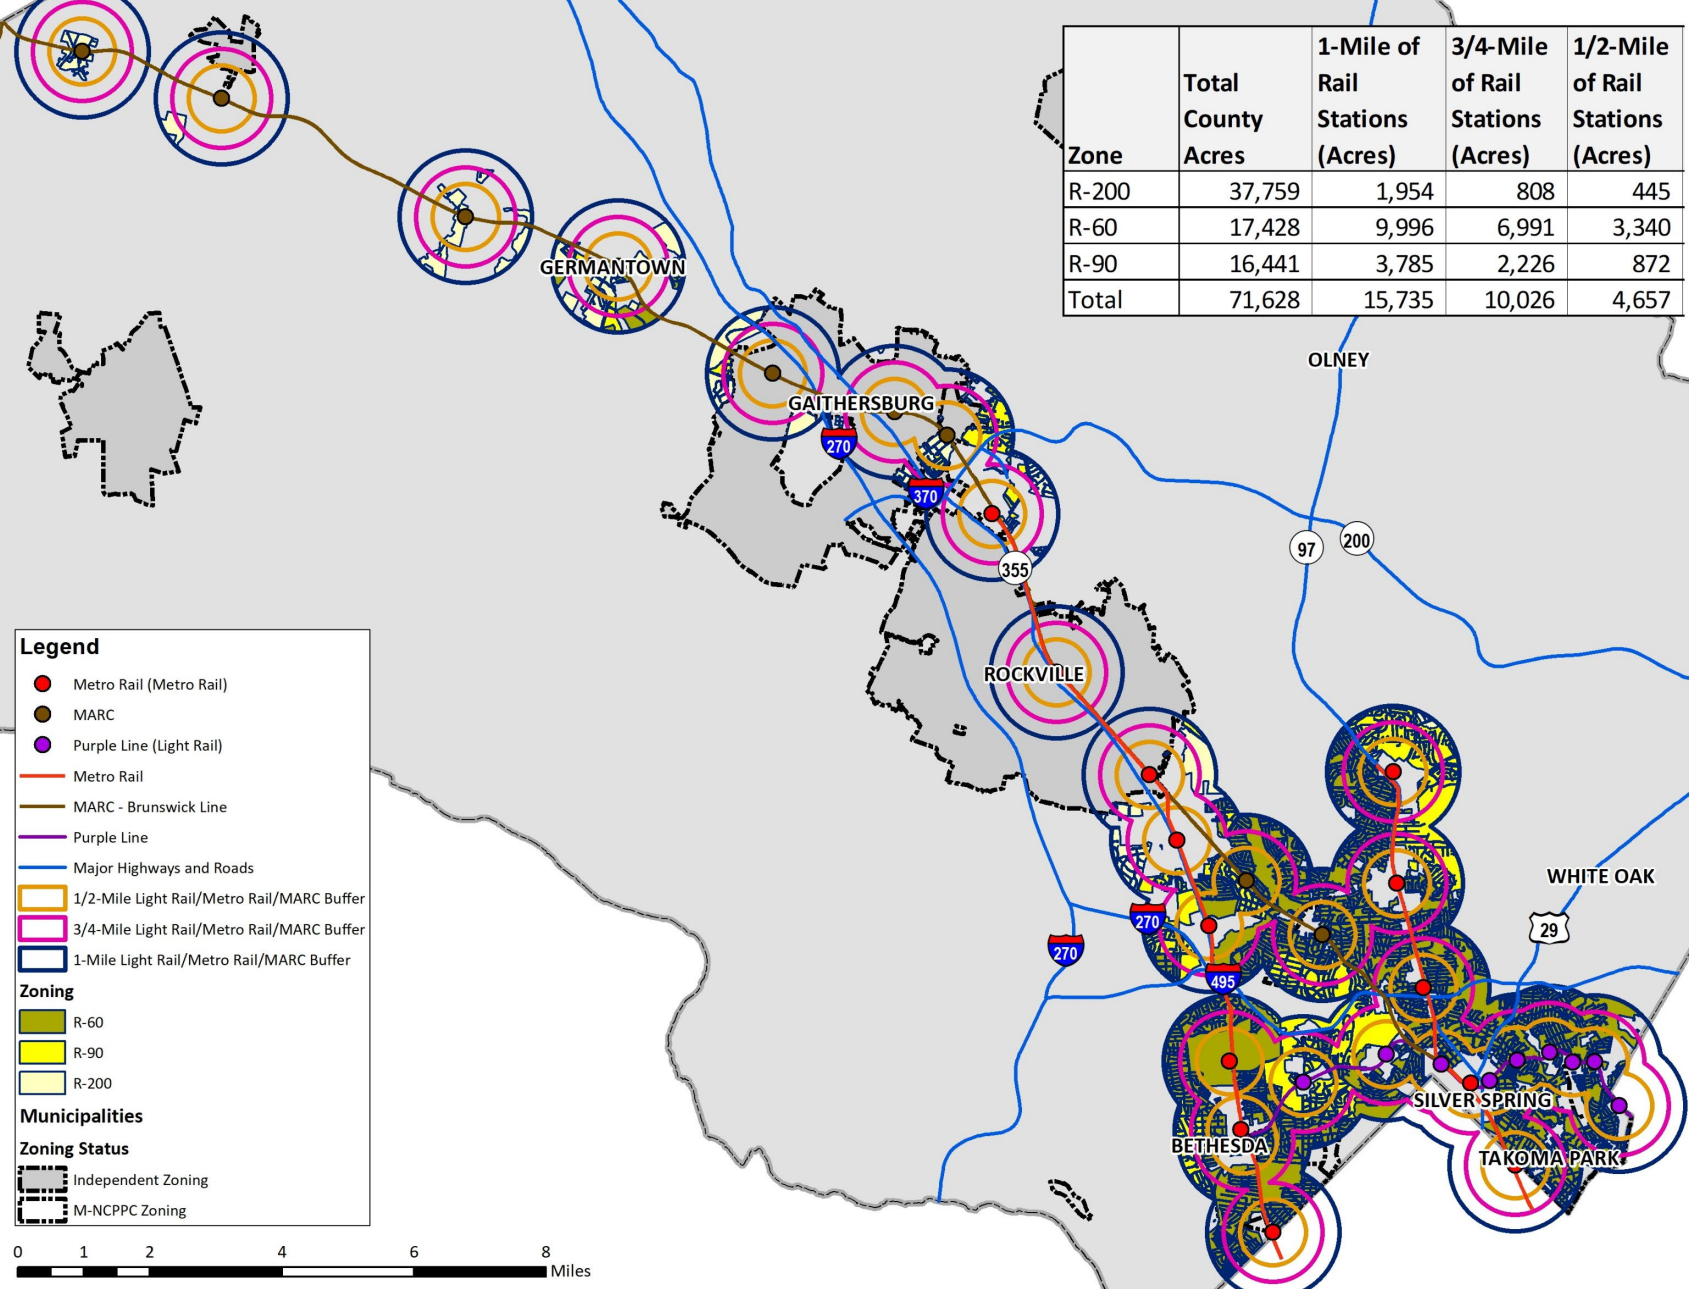 Zone Total County Acres 1-Mile of Rail Stations (Acres) 3/4-Mile of Rail Stations (Acres) 1/2-Mile of Rail Stations (Acres)
R-200 37,759 1,954 808 445
R-60 17,428 9,996 6,991 3,340
R-90 16,441 3,785 2,226 872
Total 71,628 15,735 10,026 4,657
GERMANTOWN
OLNEY
GAITHERSBURG
270
370
97
200
355
ROCKVILLE
WHITE OAK
270
29
270
495
SILVER SPRING
BETHESDA
TAKOMA PARK
Legend
Metro Rail (Metro Rail)
MARC
Purple Line (Light Rail)
Metro Rail
MARC - Brunswick Line
Purple Line
Major Highways and Roads
1/2-Mile Light Rail/Metro Rail/MARC Buffer
3/4-Mile Light Rail/Metro Rail/MARC Buffer
1-Mile Light Rail/Metro Rail/MARC Buffer
Zoning
R-60
R-90
R-200
Municipalities
Zoning Status
Independent Zoning
M-NCPPC Zoning
0 1 2 4 6 8
Miles